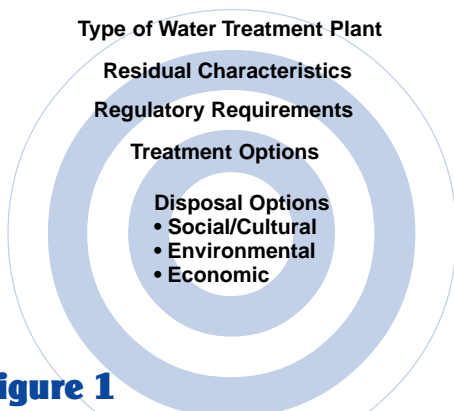 Type of Water Treatment Plant
Residual Characteristics
Regulatory Requirements
Treatment Options
Disposal Options
• Social/Cultural
• Environmental
• Economic
igure 1